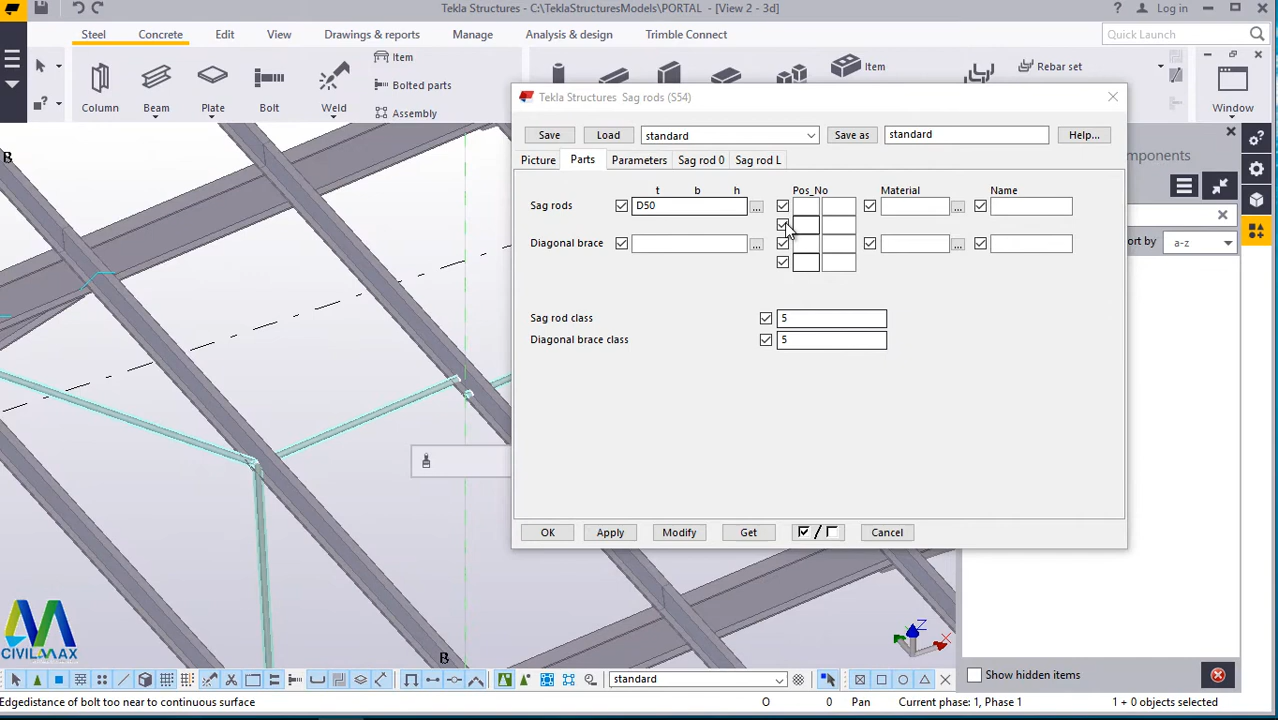 Tekla Structures - C:\TeklaStructuresModels\PORTAL - [View 2 - 3d]
Log in
Steel
Concrete
Edit
View
Drawings & reports
Manage
Analysis & design
Trimble Connect
Quick Launch
Column
Beam
Plate
Bolt
Weld
Item
Bolted parts
Assembly
Item
Rebar set
Window
Tekla Structures Sag rods (S54)
Save
Load
standard
Save as
standard
Help...
Picture
Parts
Parameters
Sag rod 0
Sag rod L
t b h Pos_No Material Name
Sag rods D50 ... ...
Diagonal brace ... ...
Sag rod class 5
Diagonal brace class 5
OK
Apply
Modify
Get
/
Cancel
omponents
ort by a-z
Show hidden items
B
B
Z
X
CIVILMAX
standard
Edgedistance of bolt too near to continuous surface
O
0
Pan
Current phase: 1, Phase 1
1 + 0 objects selected